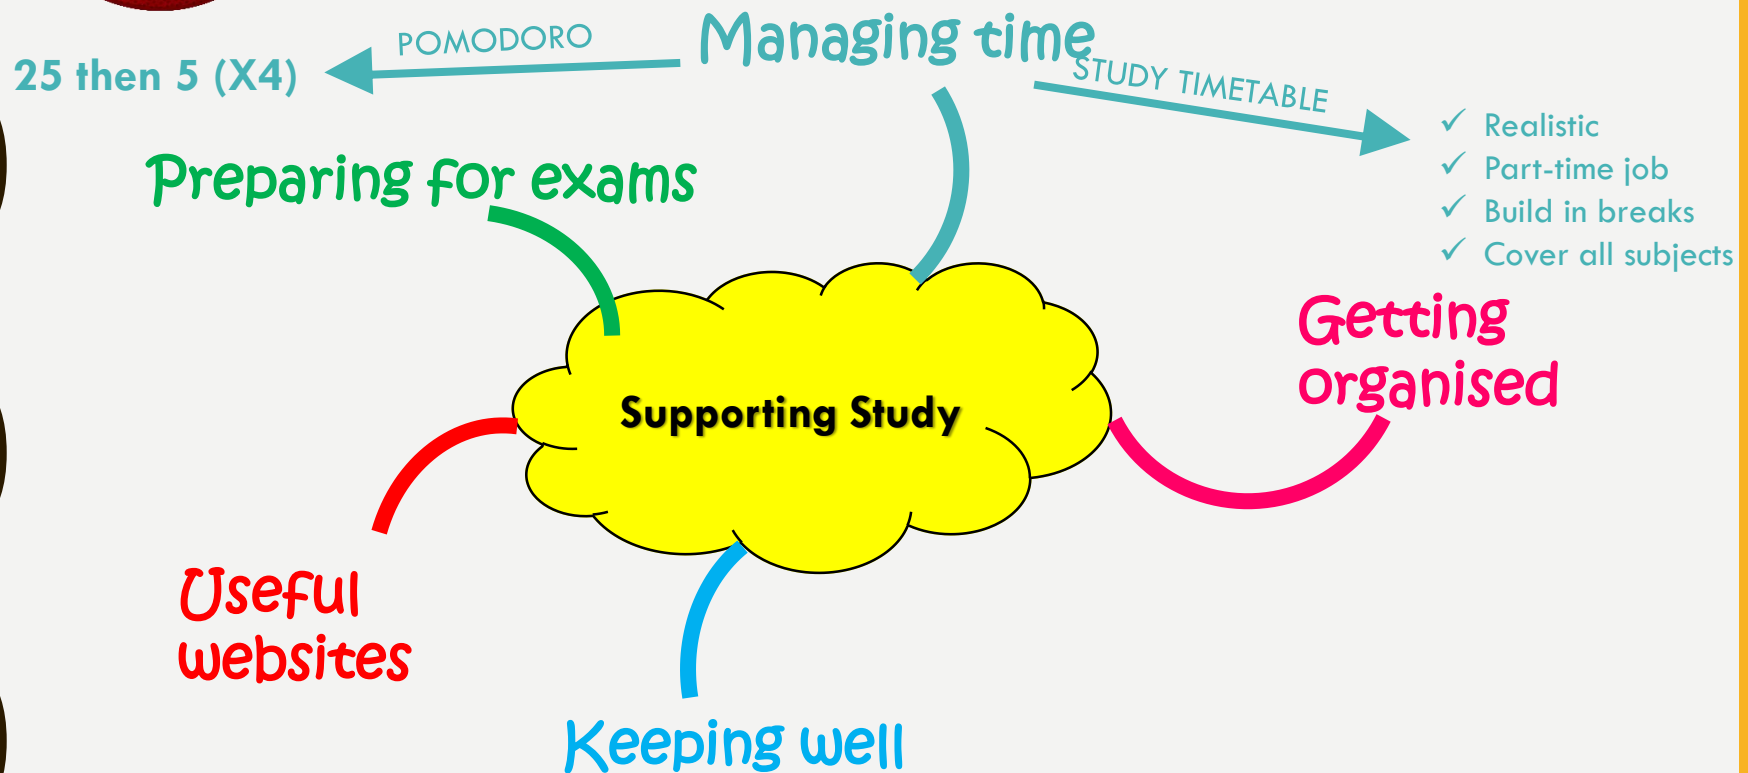 Managing time
POMODORO
25 then 5 (X4)
STUDY TIMETABLE
Realistic
Part-time job
Build in breaks
Cover all subjects
Preparing for exams
Getting
organised
Supporting Study
Useful
websites
Keeping well